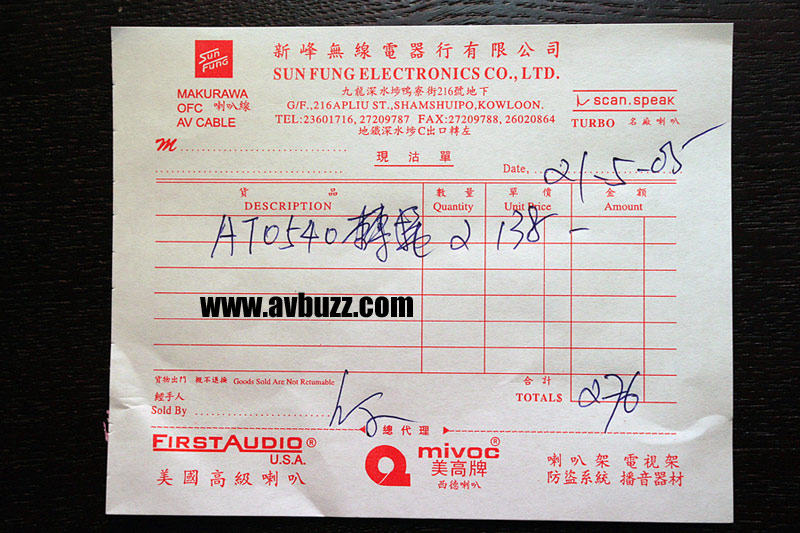 Sun Fung
新峰無線電器行有限公司
SUN FUNG ELECTRONICS CO., LTD.
九龍深水埗鴨寮街216號地下
G/F., 216 APLIU ST., SHAMSHUIPO, KOWLOON.
TEL:23601716, 27209787 FAX:27209788, 26020864
地鐵深水埗C出口轉左
MAKURAWA
OFC 喇叭線
AV CABLE
scan.speak
TURBO 名廠喇叭
M
現沽單
Date, 21-5-05
貨品 數量 單價 金額
DESCRIPTION Quantity Unit Price Amount
AT0540 轉 2 138 -
www.avbuzz.com
貨物出門 概不退換 Goods Sold Are Not Retumable
合計
經手人
TOTAL$ 276
Sold By
總代理
FIRSTAUDIO®
U.S.A.
美國高級喇叭
mivoc®
美高牌
西德喇叭
喇叭架 電視架
防盜系統 播音器材